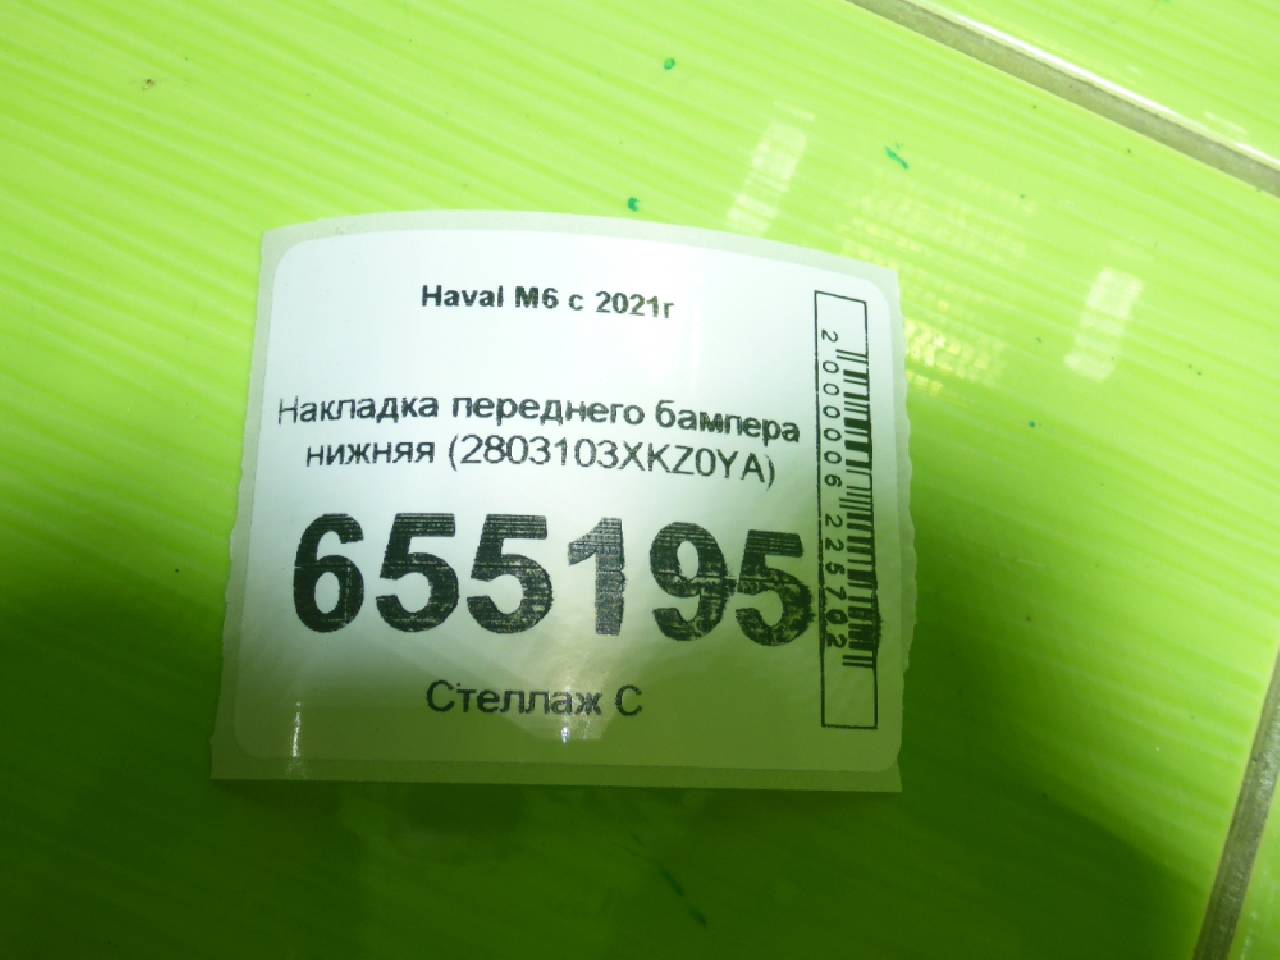 Haval M6 с 2021г
Накладка переднего бампера
нижняя (2803103XKZ0YA)
655195
Стеллаж С
2000006225702